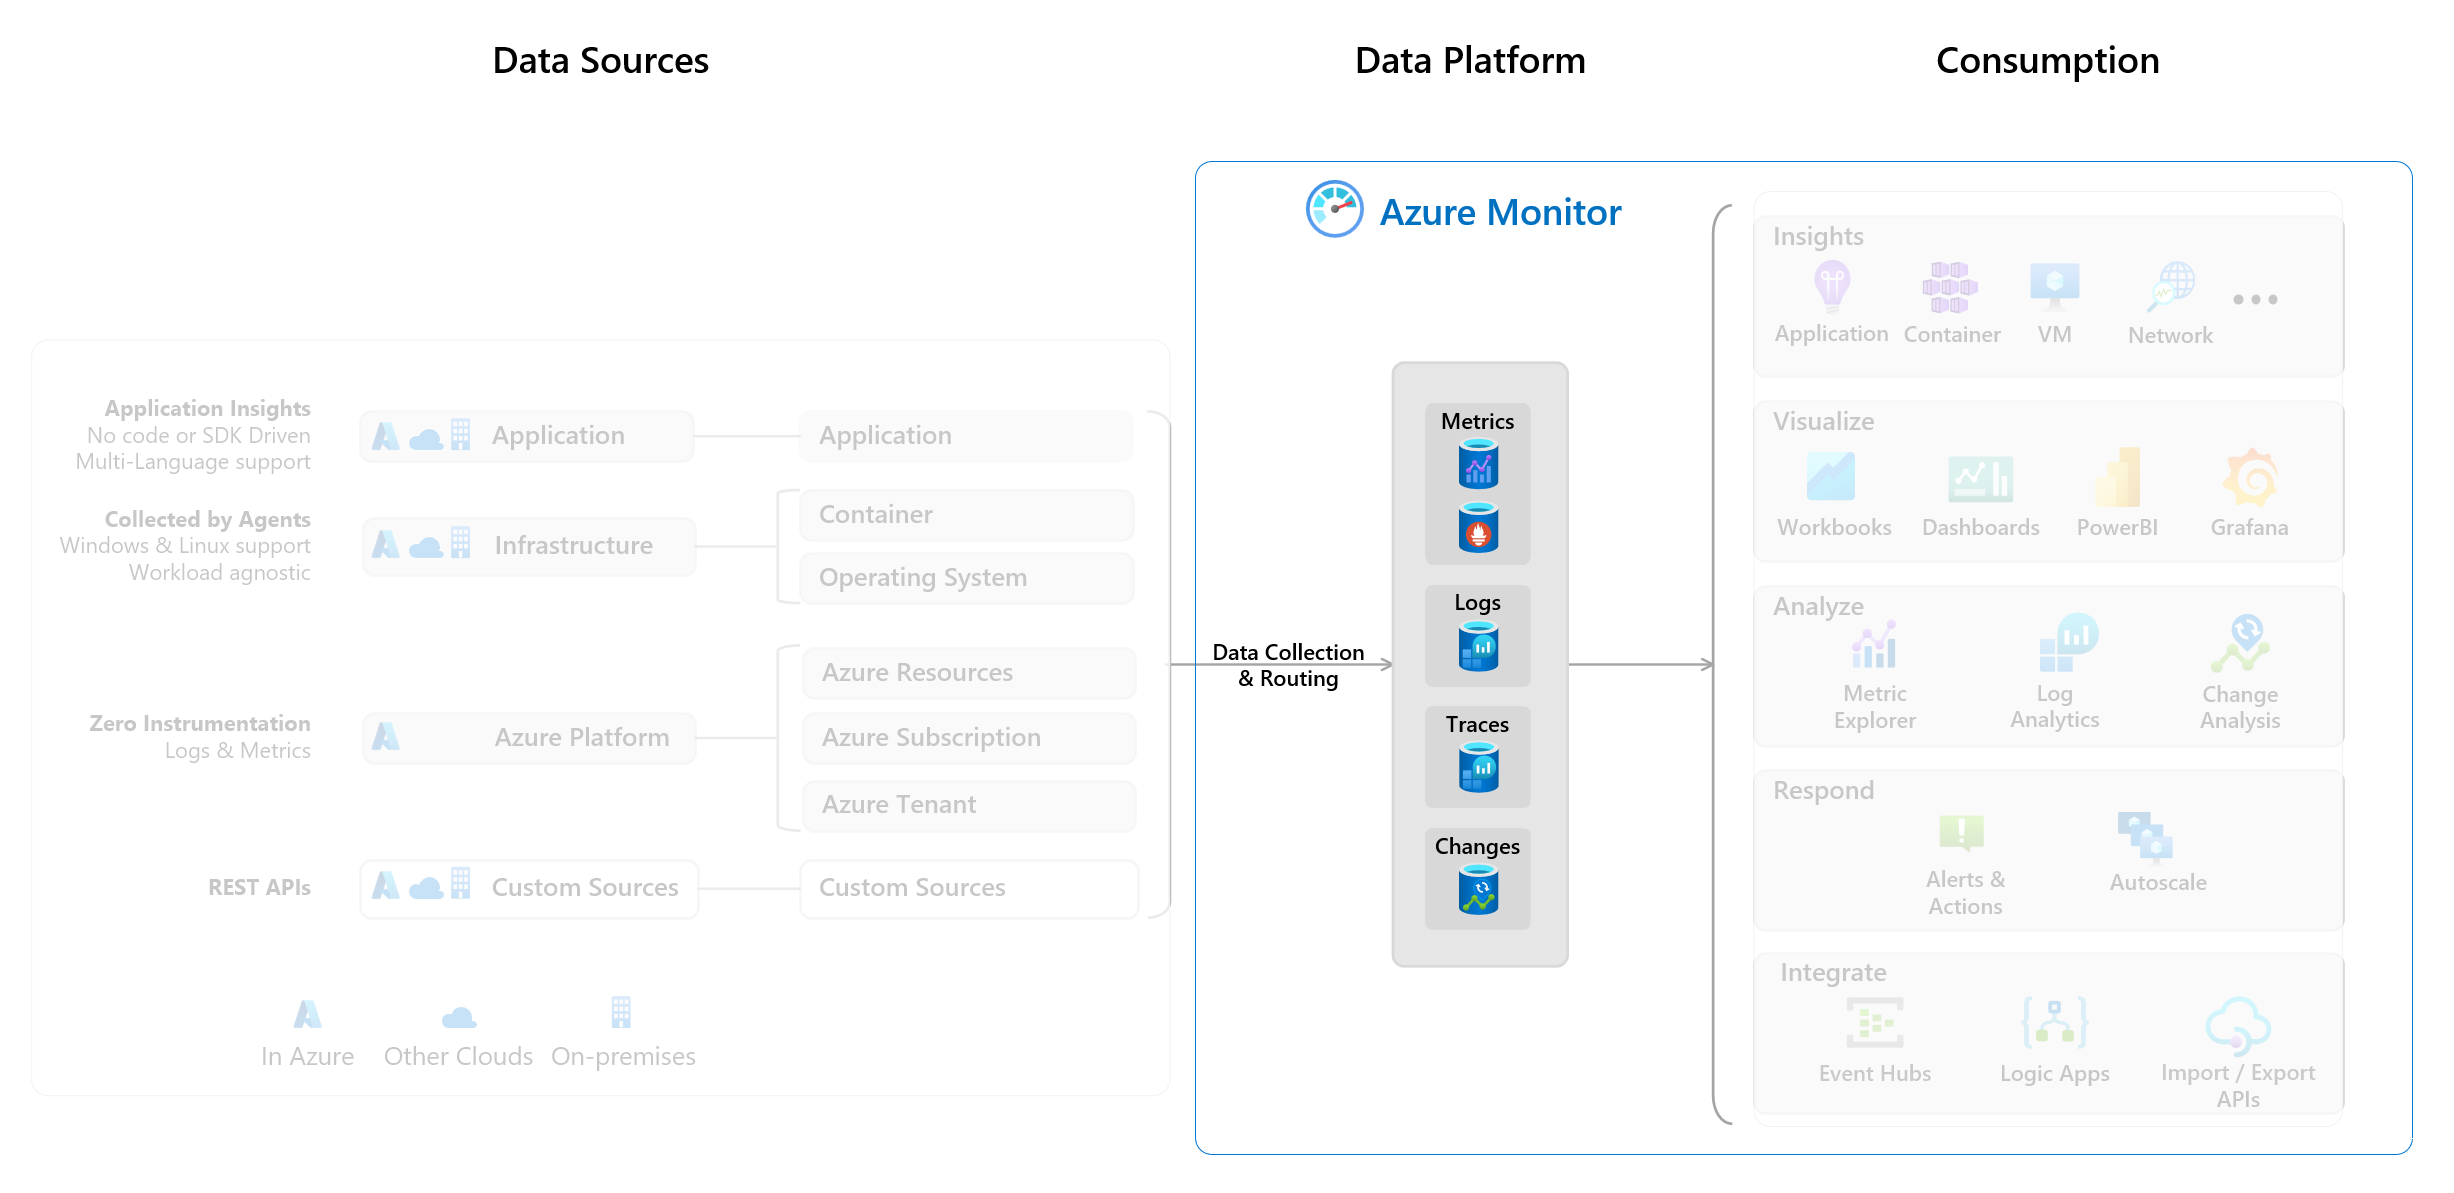 Data Sources
Data Platform
Consumption
Azure Monitor
Application Insights
No code or SDK Driven
Multi-Language support
Application
Application
Collected by Agents
Windows & Linux support
Workload agnostic
Infrastructure
Container
Operating System
Zero Instrumentation
Logs & Metrics
Azure Platform
Azure Resources
Azure Subscription
Azure Tenant
REST APIs
Custom Sources
Custom Sources
In Azure
Other Clouds
On-premises
Data Collection
& Routing
Metrics
Logs
Traces
Changes
Insights
Application
Container
VM
Network
Visualize
Workbooks
Dashboards
PowerBI
Grafana
Analyze
Metric
Explorer
Log
Analytics
Change
Analysis
Respond
Alerts &
Actions
Autoscale
Integrate
Event Hubs
Logic Apps
Import / Export
APIs